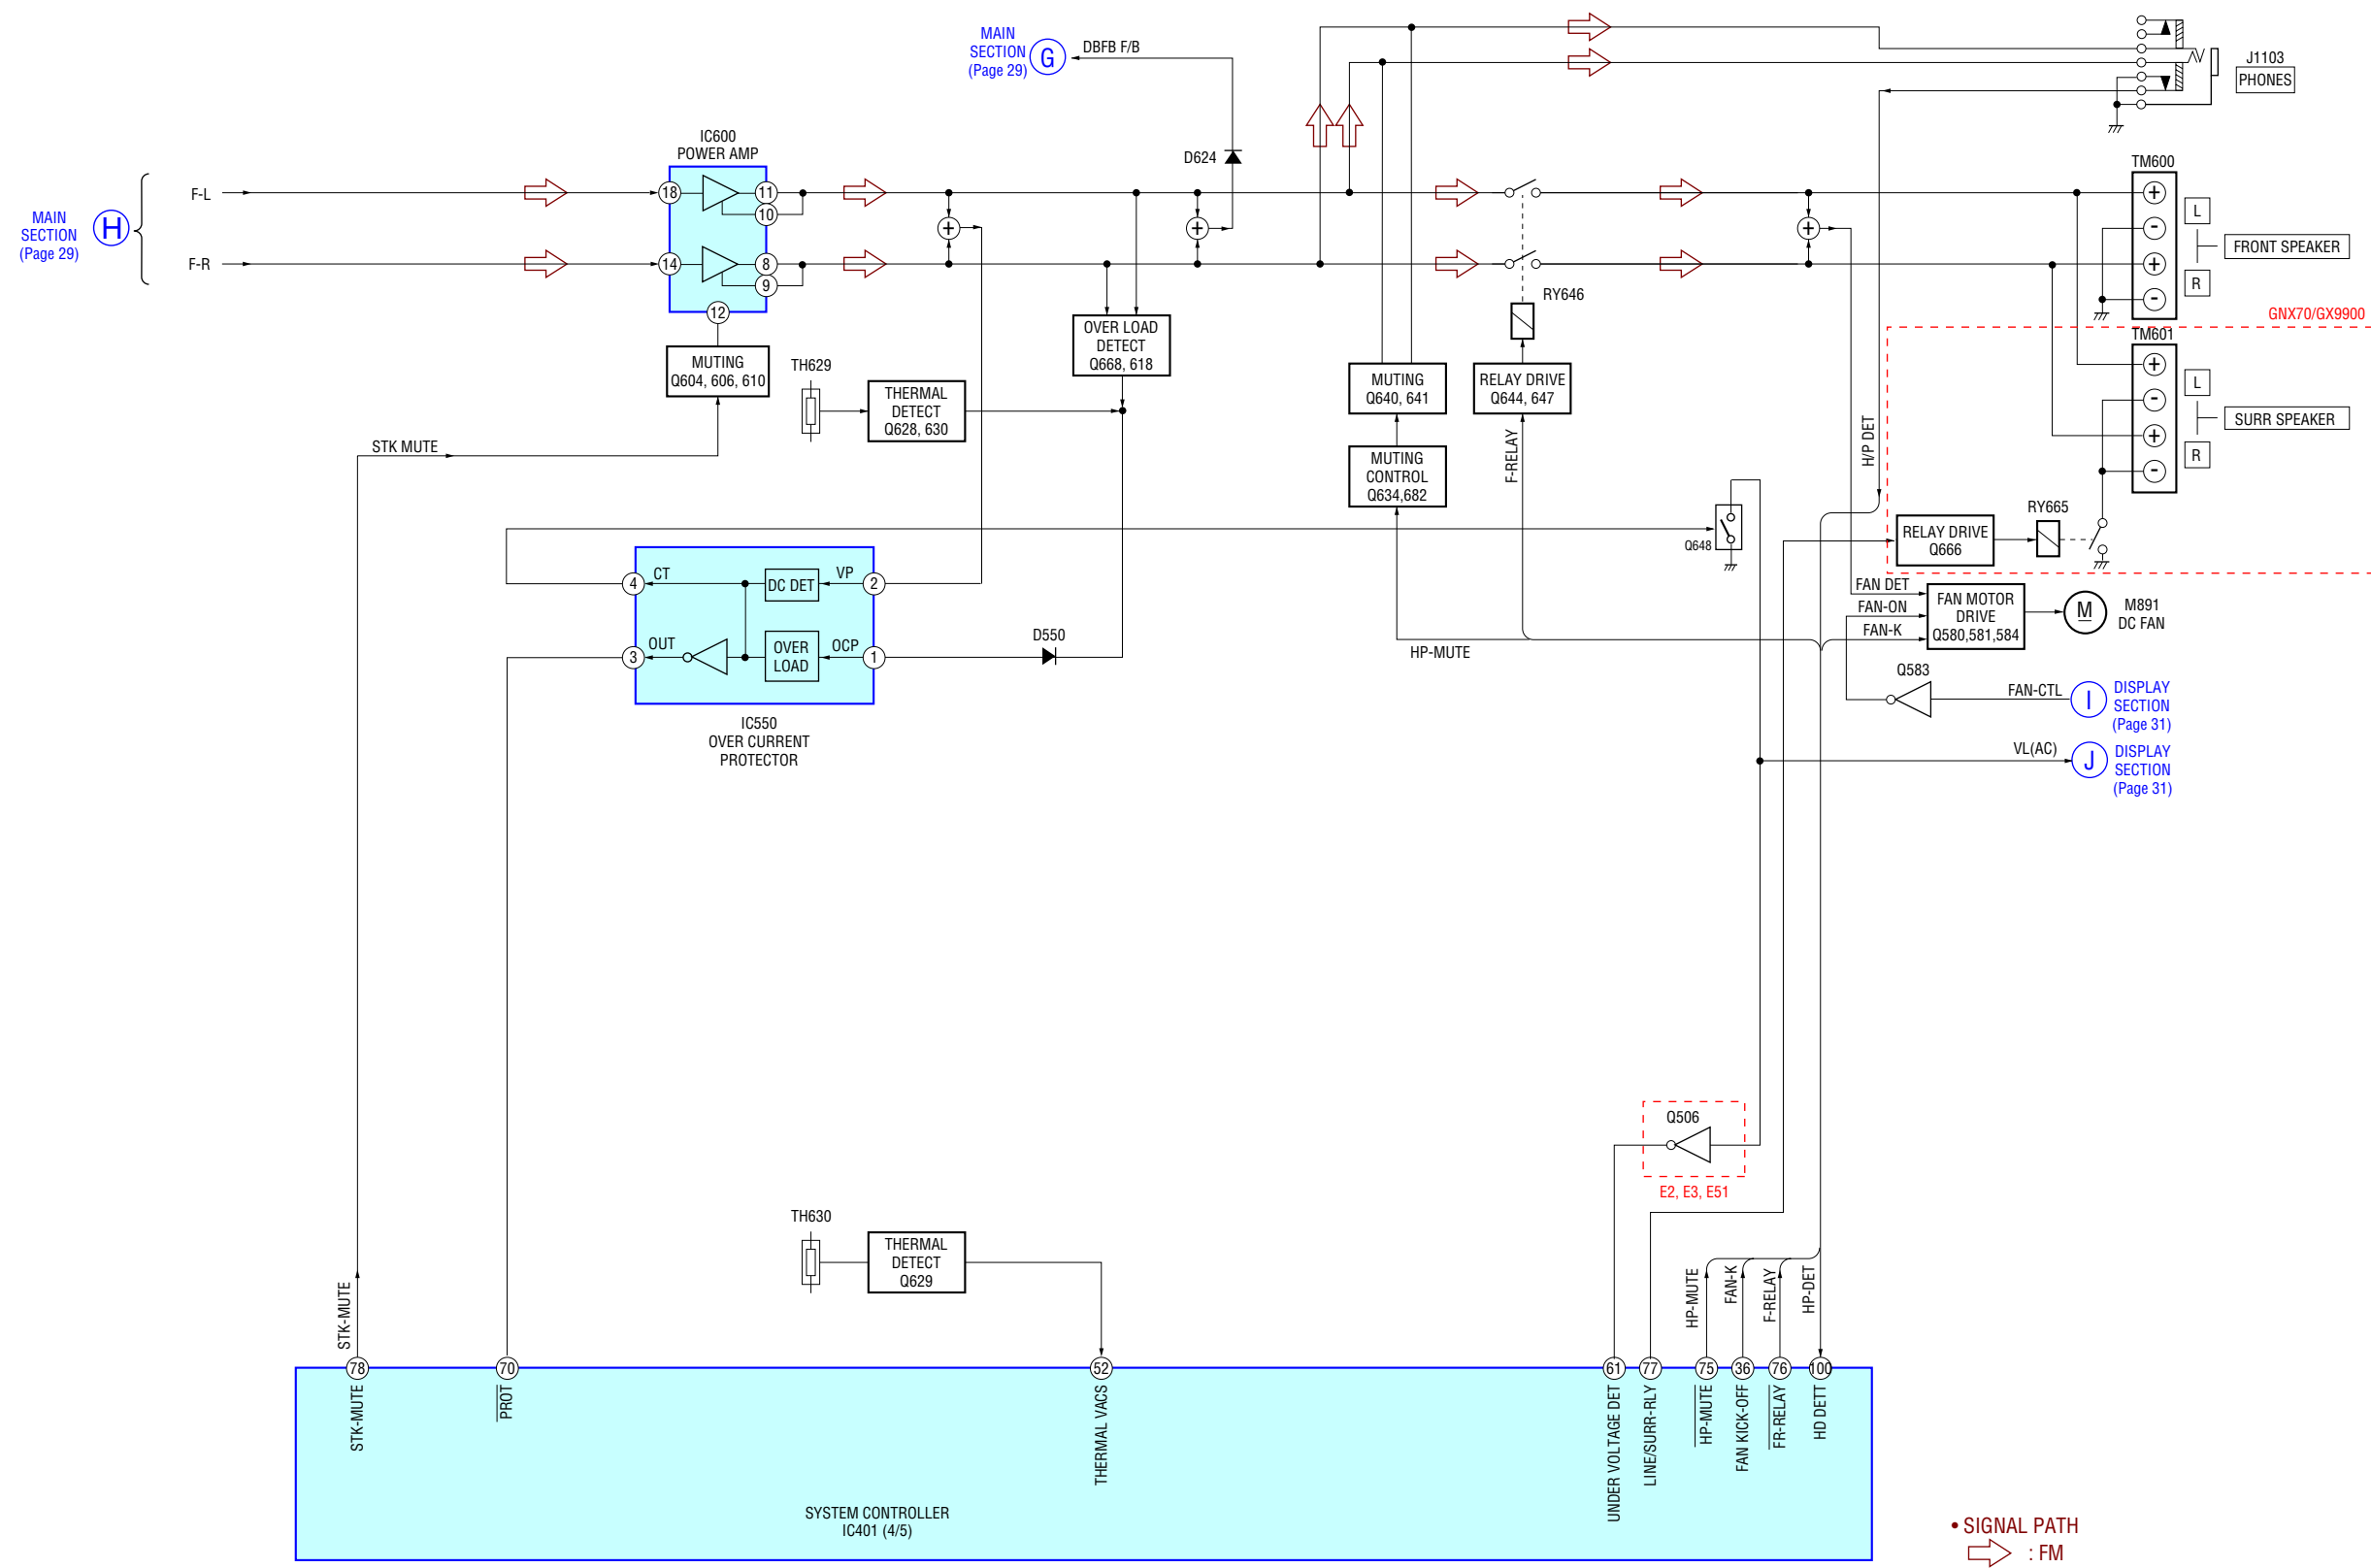 MAIN
SECTION
(Page 29)
G
DBFB F/B
J1103
PHONES
IC600
POWER AMP
D624
TM600
MAIN
SECTION
(Page 29)
H
F-L
F-R
18
11
10
14
8
9
12
+
+
+
+
-
+
-
L
R
FRONT SPEAKER
GNX70/GX9900
RY646
OVER LOAD
DETECT
Q668, 618
MUTING
Q604, 606, 610
TH629
THERMAL
DETECT
Q628, 630
MUTING
Q640, 641
RELAY DRIVE
Q644, 647
TM601
+
-
+
-
L
R
SURR SPEAKER
STK MUTE
MUTING
CONTROL
Q634,682
F-RELAY
H/P DET
Q648
RELAY DRIVE
Q666
RY665
4
CT
DC DET
VP
2
3
OUT
OVER
LOAD
OCP
1
D550
IC550
OVER CURRENT
PROTECTOR
HP-MUTE
FAN DET
FAN-ON
FAN-K
FAN MOTOR
DRIVE
Q580,581,584
M
M891
DC FAN
Q583
FAN-CTL
I
DISPLAY
SECTION
(Page 31)
VL(AC)
J
DISPLAY
SECTION
(Page 31)
Q506
E2, E3, E51
TH630
THERMAL
DETECT
Q629
STK-MUTE
HP-MUTE
FAN-K
F-RELAY
HP-DET
78
70
52
61
77
75
36
76
100
STK-MUTE
PROT
THERMAL VACS
UNDER VOLTAGE DET
LINE/SURR-RLY
HP-MUTE
FAN KICK-OFF
FR-RELAY
HD DETT
SYSTEM CONTROLLER
IC401 (4/5)
• SIGNAL PATH
: FM